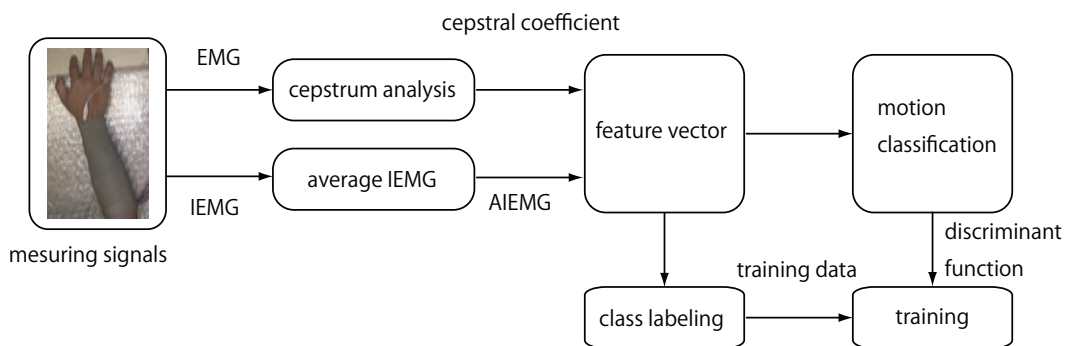 cepstral coefficient
EMG
cepstrum analysis
feature vector
motion
classification
average IEMG
IEMG
AIEMG
mesuring signals
discriminant
function
training data
class labeling
training